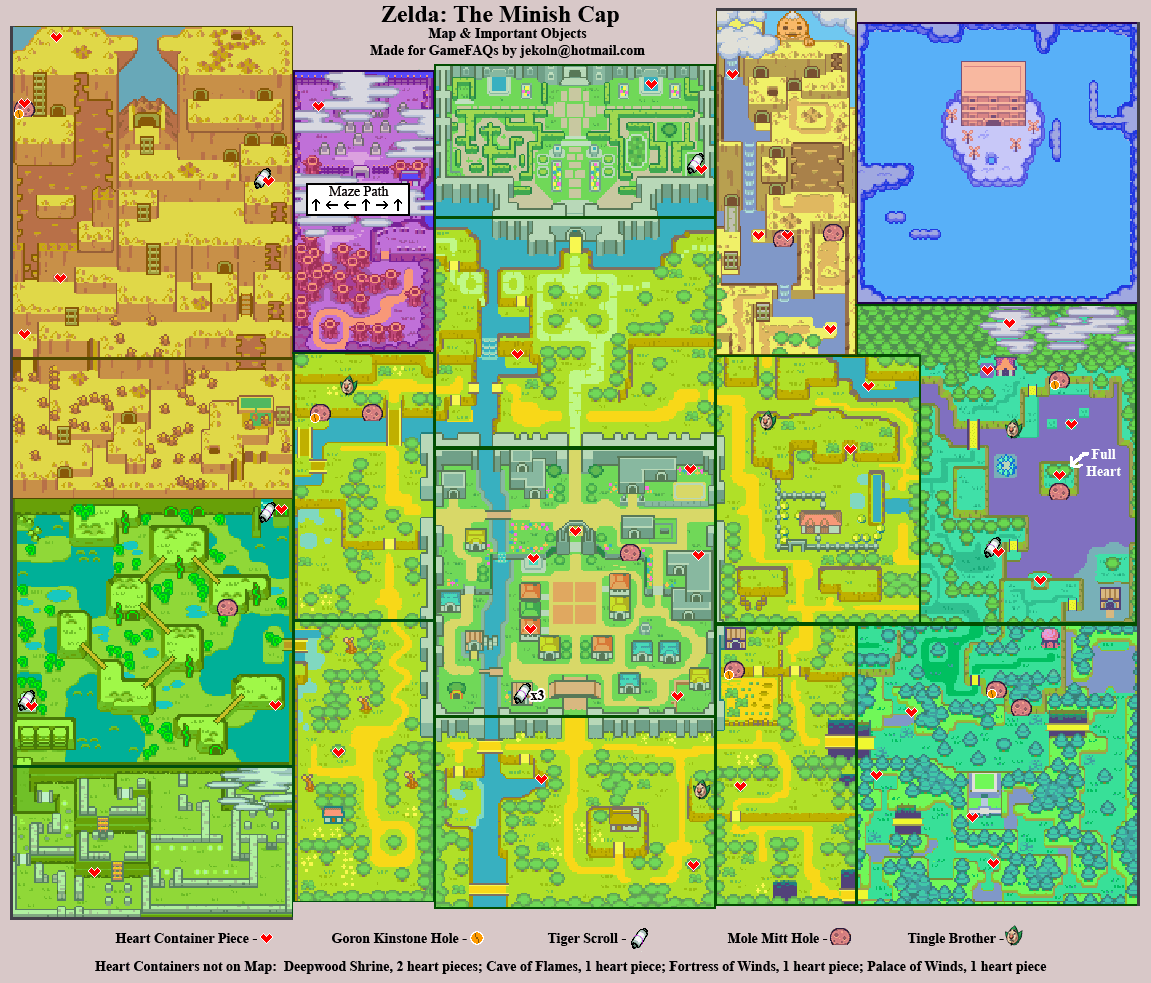 Zelda: The Minish Cap
Map & Important Objects
Made for GameFAQs by jekoln@hotmail.com
Maze Path
↑ ← ← ↑ → ↑
Full
Heart
x3
Heart Container Piece -
Goron Kinstone Hole -
Tiger Scroll -
Mole Mitt Hole -
Tingle Brother -
Heart Containers not on Map: Deepwood Shrine, 2 heart pieces; Cave of Flames, 1 heart piece; Fortress of Winds, 1 heart piece; Palace of Winds, 1 heart piece